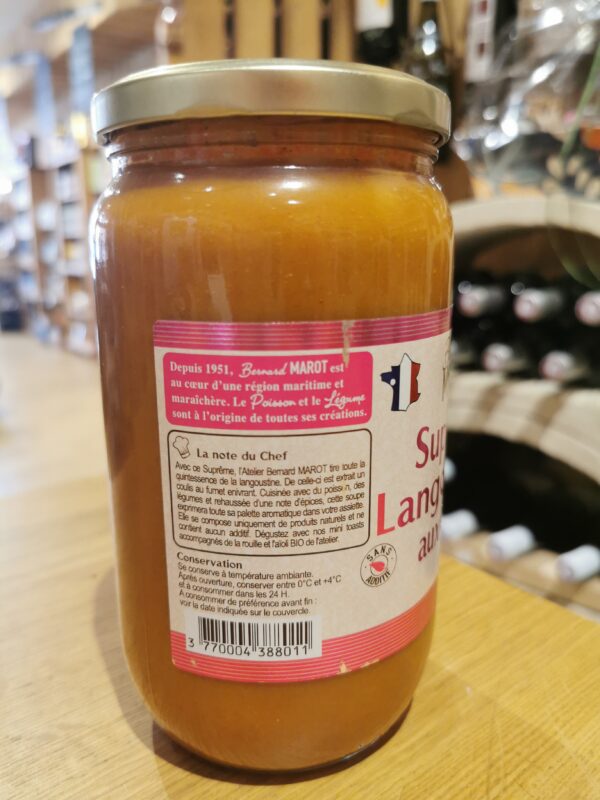 Depuis 1951, Bernard MAROT est
au cœur d'une région maritime et
maraîchère. Le Poisson et le Légume
sont à l'origine de toutes ses créations.
La note du Chef
Avec ce Suprême, l'Atelier Bernard MAROT tire toute la
quintessence de la langoustine. De celle-ci est extrait un
coulis au fumet enivrant. Cuisinée avec du poisson, des
légumes et rehaussée d'une note d'épices, cette soupe
exprimera toute sa palette aromatique dans votre assiette.
Elle se compose uniquement de produits naturels et ne
contient aucun additif. Dégustez avec nos mini toasts
accompagnés de la rouille et l'aïoli BIO de l'atelier.
Conservation
Se conserve à température ambiante.
Après ouverture, conserver entre 0°C et +4°C
et à consommer dans les 24 H.
A consommer de préférence avant fin :
voir la date indiquée sur le couvercle.
3 770004 388011
SANS
ADDITIF
Sup
Lang
aux